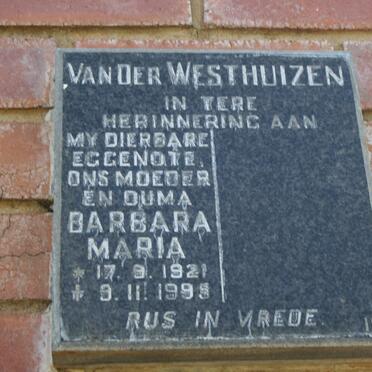 VAN DER WESTHUIZEN
IN TERE
HERINNERING AAN
MY DIERBARE
EGGENOTE,
ONS MOEDER
EN OUMA
BARBARA
MARIA
* 17. 9. 1921
✝ 9. 11. 1998
RUS IN VREDE